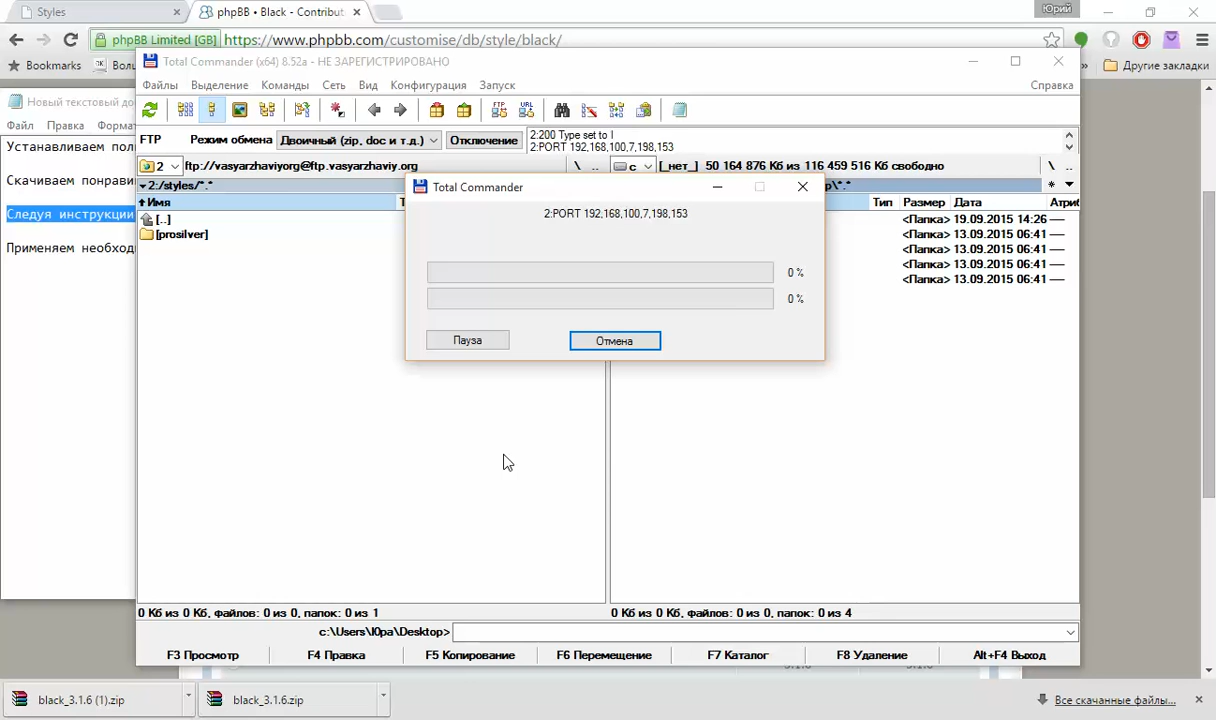 Styles
phpBB • Black - Contribut
Юрий
phpBB Limited [GB]
https://www.phpbb.com/customise/db/style/black/
Bookmarks
Другие закладки
Total Commander (x64) 8.52a - НЕ ЗАРЕГИСТРИРОВАНО
Файлы Выделение Команды Сеть Вид Конфигурация Запуск Справка
Новый текстовый до
Файл Правка Формат
Устанавливаем пол
Скачиваем понрави
Следуя инструкции
Применяем необход
FTP Режим обмена Двоичный (zip, doc и т.д.) Отключение
2:200 Type set to I
2:PORT 192,168,100,7,198,153
2 ftp://vasyarzhaviyorg@ftp.vasyarzhaviy.org \ ..
c [_нет_] 50 164 876 Кб из 116 459 516 Кб свободно \ ..
2:/styles/*.*
p\*.*
Имя
Тип Размер Дата Атриб
[..]
[prosilver]
<Папка> 19.09.2015 14:26 —
<Папка> 13.09.2015 06:41 —
<Папка> 13.09.2015 06:41 —
<Папка> 13.09.2015 06:41 —
<Папка> 13.09.2015 06:41 —
Total Commander
2:PORT 192,168,100,7,198,153
0 %
0 %
Пауза Отмена
0 Кб из 0 Кб, файлов: 0 из 0, папок: 0 из 1
0 Кб из 0 Кб, файлов: 0 из 0, папок: 0 из 4
c:\Users\Юра\Desktop>
F3 Просмотр F4 Правка F5 Копирование F6 Перемещение F7 Каталог F8 Удаление Alt+F4 Выход
black_3.1.6 (1).zip
black_3.1.6.zip
Все скачанные файлы...